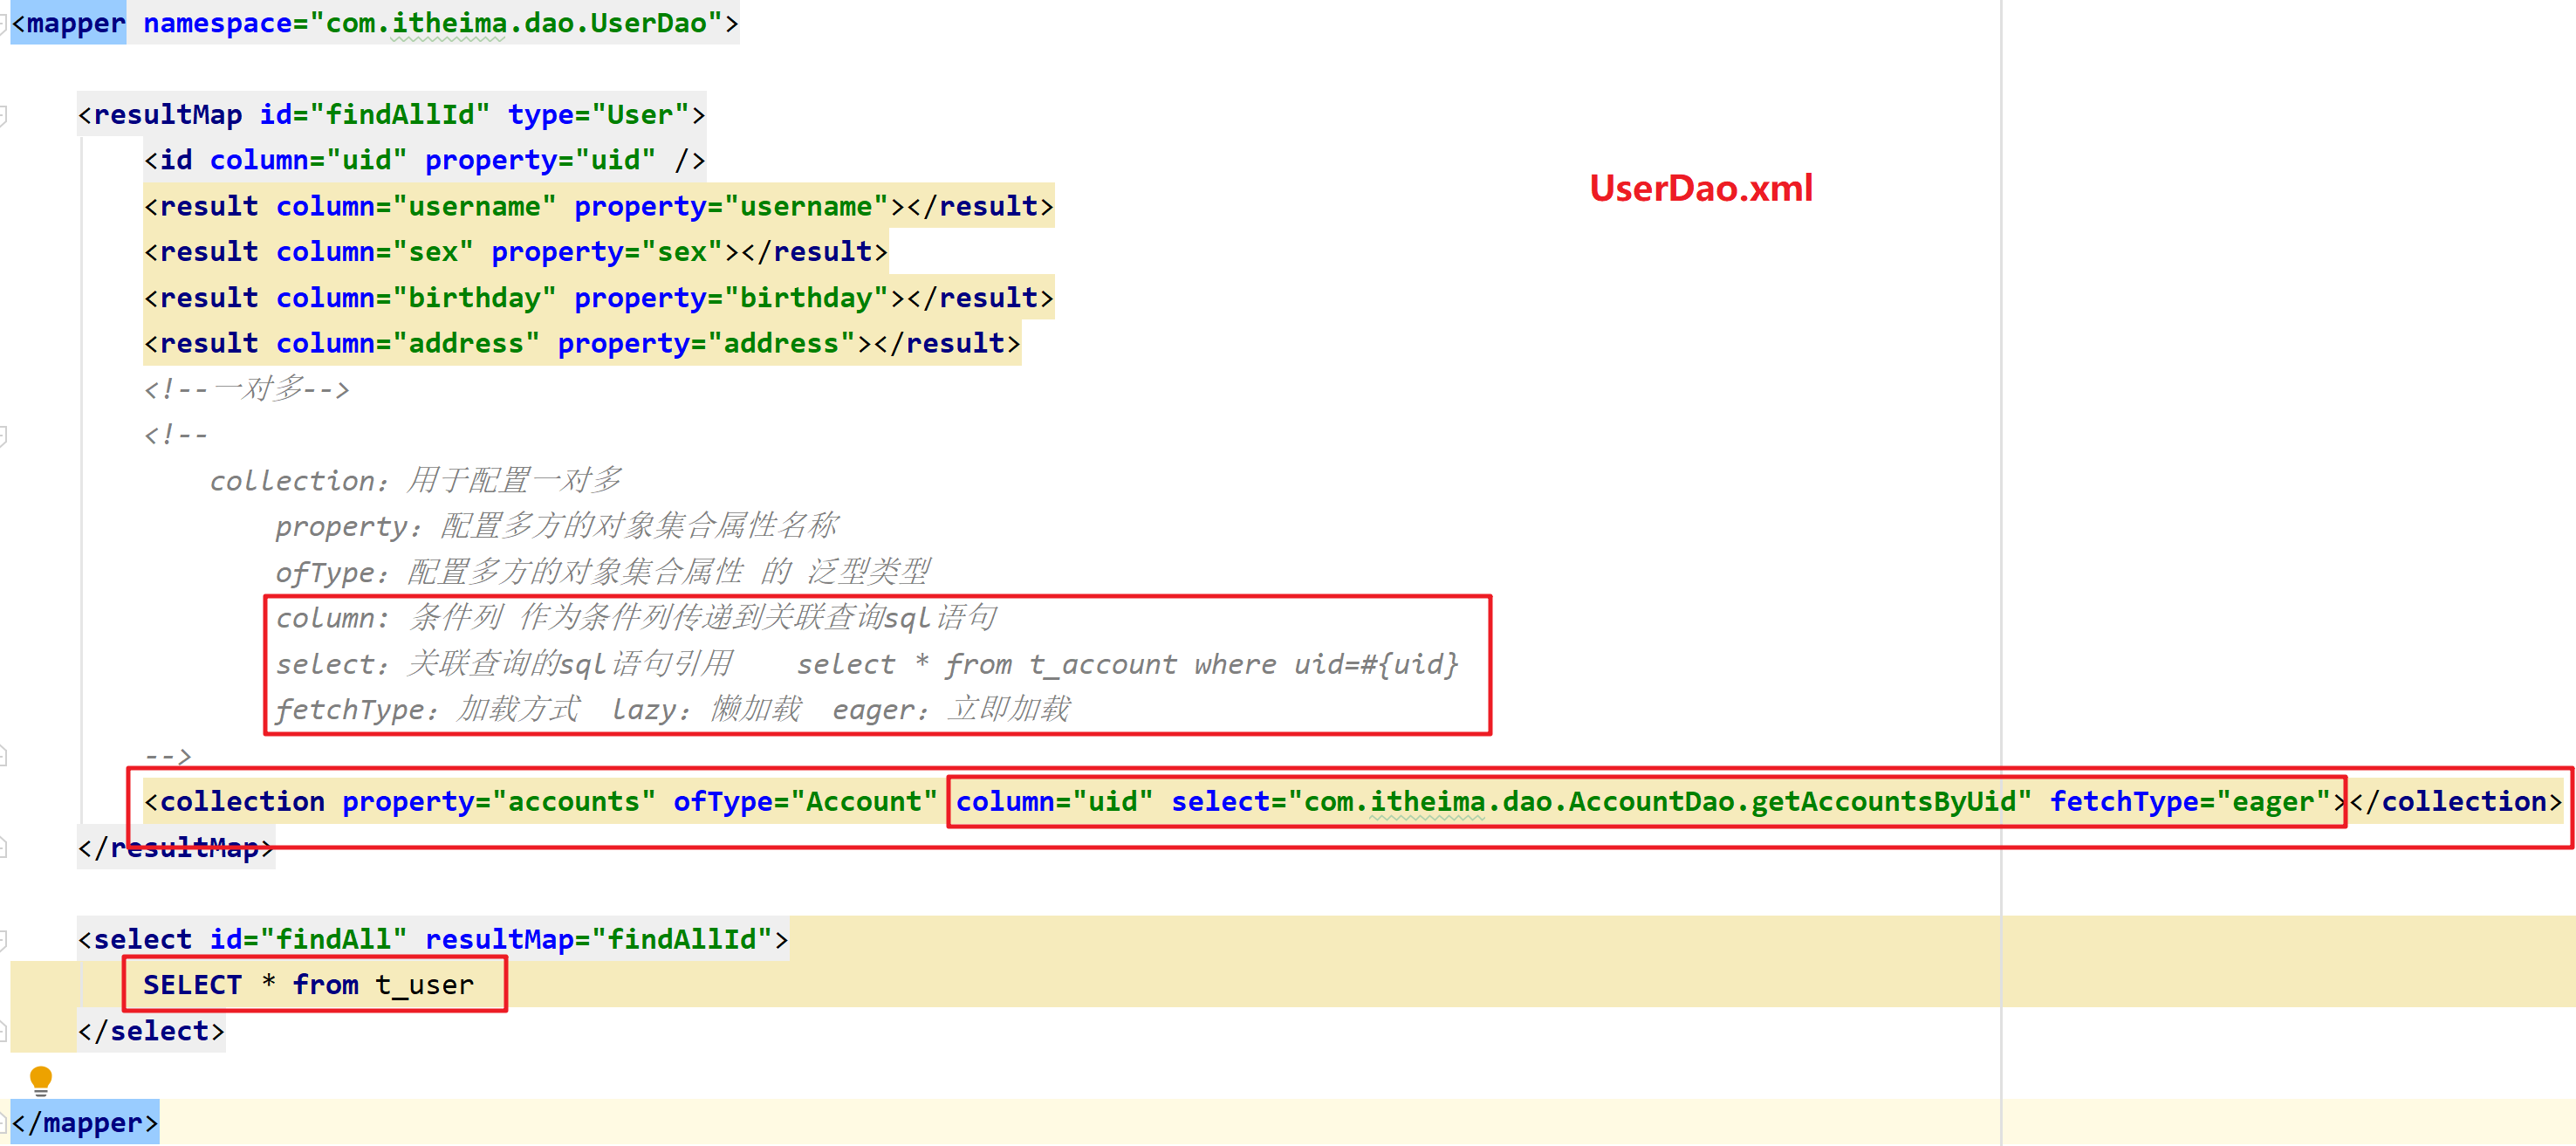 <mapper namespace="com.itheima.dao.UserDao">
<resultMap id="findAllId" type="User">
<id column="uid" property="uid" />
<result column="username" property="username"></result>
UserDao.xml
<result column="sex" property="sex"></result>
<result column="birthday" property="birthday"></result>
<result column="address" property="address"></result>
<!--一对多-->
<!--
collection：用于配置一对多
property：配置多方的对象集合属性名称
ofType：配置多方的对象集合属性 的 泛型类型
column: 条件列 作为条件列传递到关联查询sql语句
select：关联查询的sql语句引用    select * from t_account where uid=#{uid}
fetchType：加载方式  lazy：懒加载  eager：立即加载
-->
<collection property="accounts" ofType="Account" column="uid" select="com.itheima.dao.AccountDao.getAccountsByUid" fetchType="eager"></collection>
</resultMap>
<select id="findAll" resultMap="findAllId">
SELECT * from t_user
</select>
</mapper>